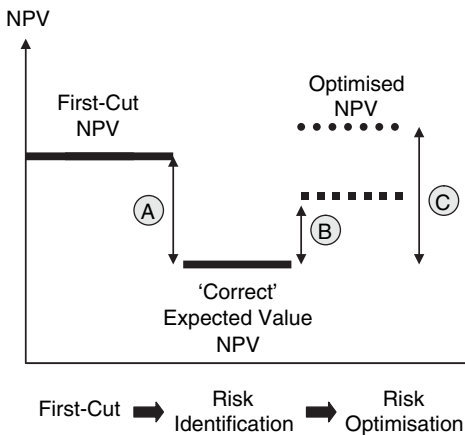 NPV
First-Cut
NPV
Optimised
NPV
A
B
C
‘Correct’
Expected Value
NPV
First-Cut
Risk
Identification
Risk
Optimisation